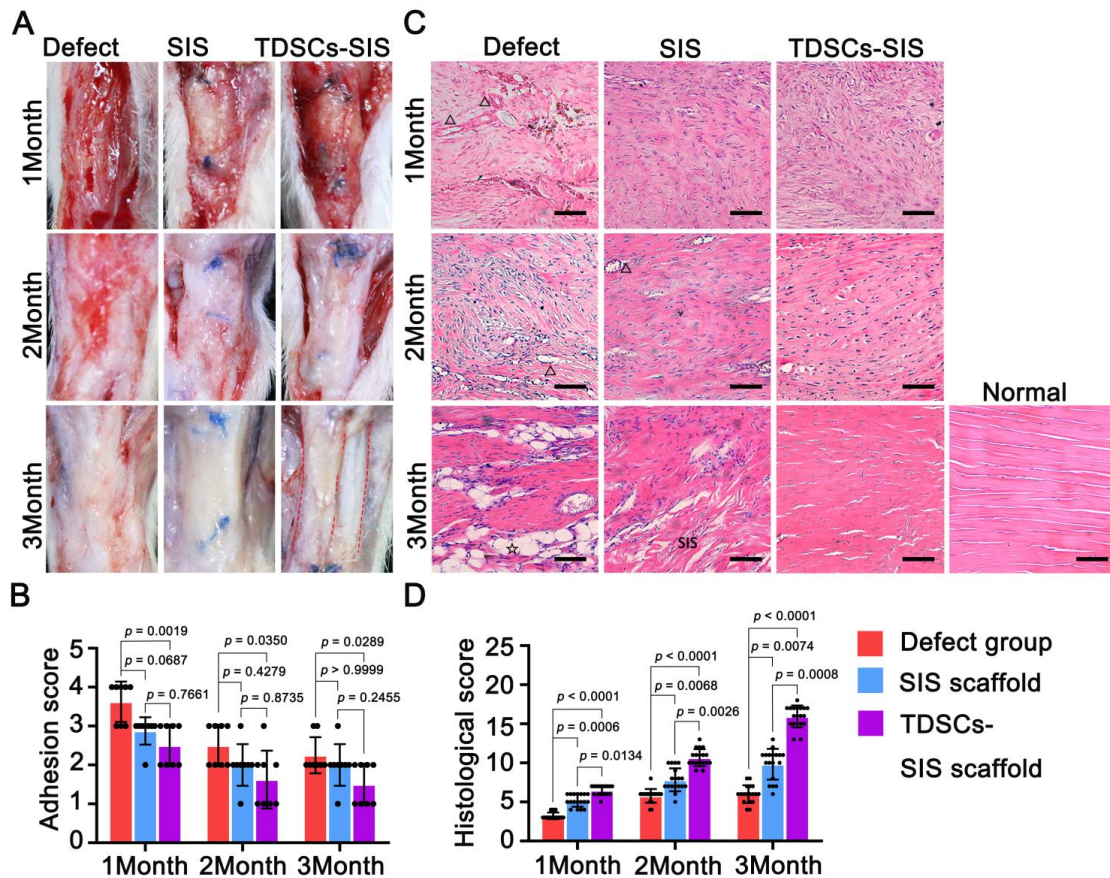 A
Defect SIS TDSCs-SIS
1Month
2Month
3Month
C
Defect SIS TDSCs-SIS
1Month
2Month
3Month
SIS
Normal
B
Adhesion score
5
4
3
2
1
0
p = 0.0019
p = 0.0687
p = 0.7661
p = 0.0350
p = 0.4279
p = 0.8735
p = 0.0289
p > 0.9999
p = 0.2455
1Month 2Month 3Month
D
Histological score
25
20
15
10
5
0
p < 0.0001
p = 0.0006
p = 0.0134
p < 0.0001
p = 0.0068
p = 0.0026
p < 0.0001
p = 0.0074
p = 0.0008
1Month 2Month 3Month
Defect group
SIS scaffold
TDSCs-
SIS scaffold